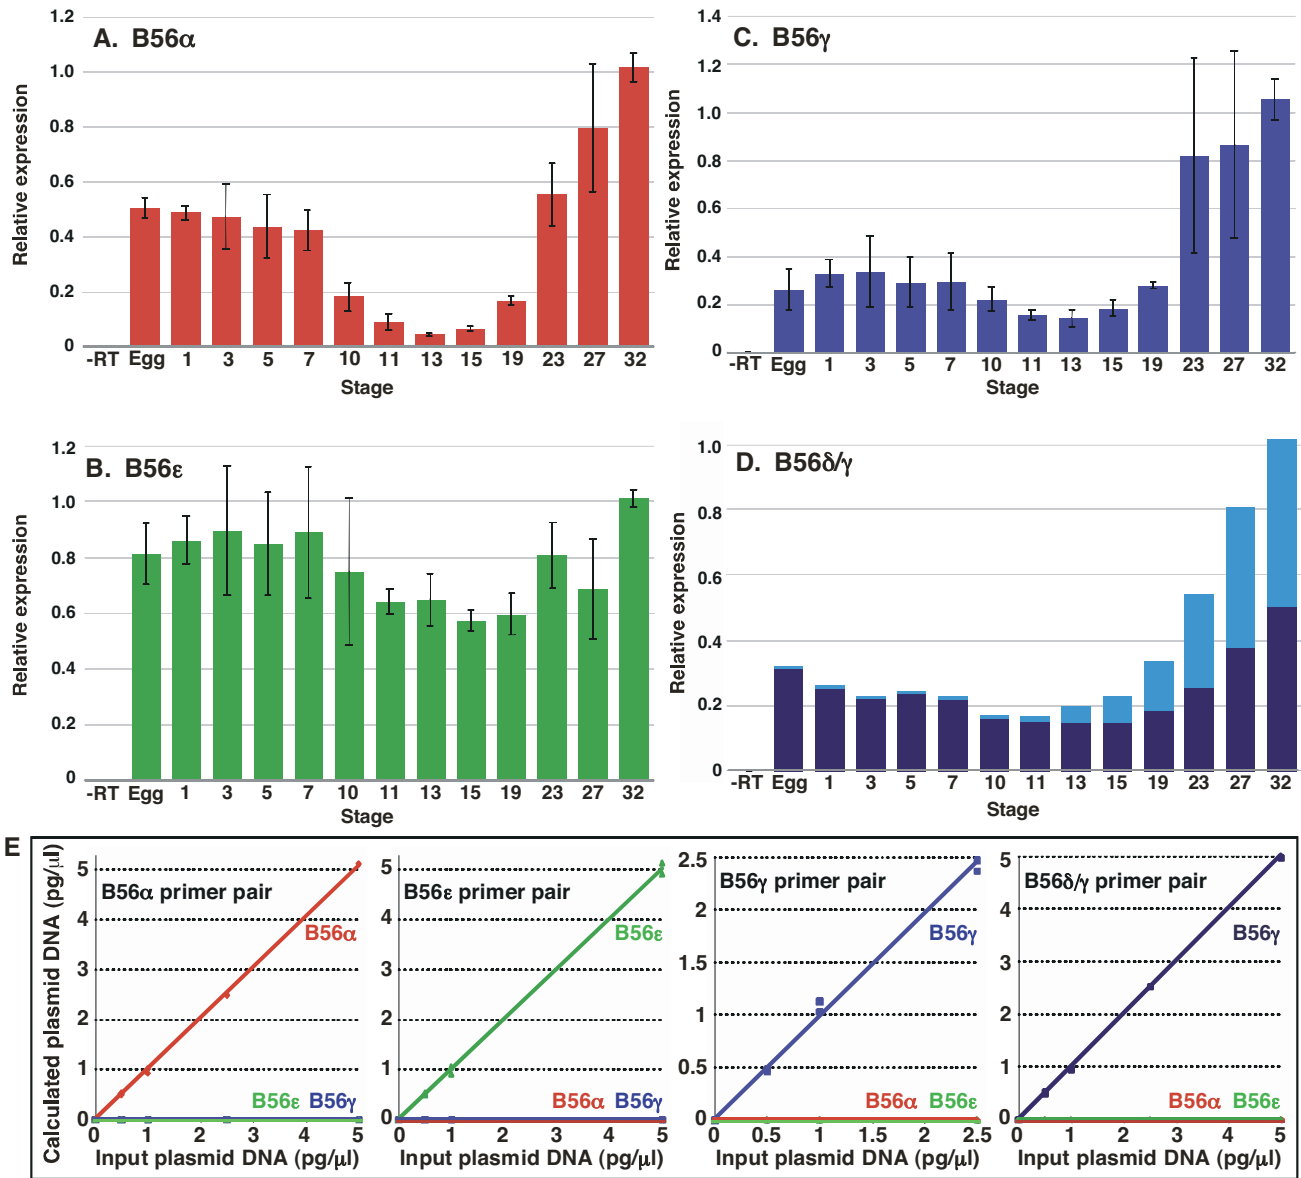 A. B56α
Relative expression
1.2
1.0
0.8
0.6
0.4
0.2
0
-RT Egg 1 3 5 7 10 11 13 15 19 23 27 32
Stage
C. B56γ
Relative expression
1.4
1.2
1.0
0.8
0.6
0.4
0.2
0
-RT Egg 1 3 5 7 10 11 13 15 19 23 27 32
Stage
B. B56ε
Relative expression
1.2
1.0
0.8
0.6
0.4
0.2
0
-RT Egg 1 3 5 7 10 11 13 15 19 23 27 32
Stage
D. B56δ/γ
Relative expression
1.0
0.8
0.6
0.4
0.2
0
-RT Egg 1 3 5 7 10 11 13 15 19 23 27 32
Stage
E
Calculated plasmid DNA (pg/μl)
5
4
3
2
1
0
B56α primer pair
B56α
B56ε B56γ
0 1 2 3 4 5
Input plasmid DNA (pg/μl)
5
4
3
2
1
0
B56ε primer pair
B56ε
B56α B56γ
0 1 2 3 4 5
Input plasmid DNA (pg/μl)
2.5
2
1.5
1
0.5
0
B56γ primer pair
B56γ
B56α B56ε
0 0.5 1 1.5 2 2.5
Input plasmid DNA (pg/μl)
5
4
3
2
1
0
B56δ/γ primer pair
B56γ
B56α B56ε
0 1 2 3 4 5
Input plasmid DNA (pg/μl)